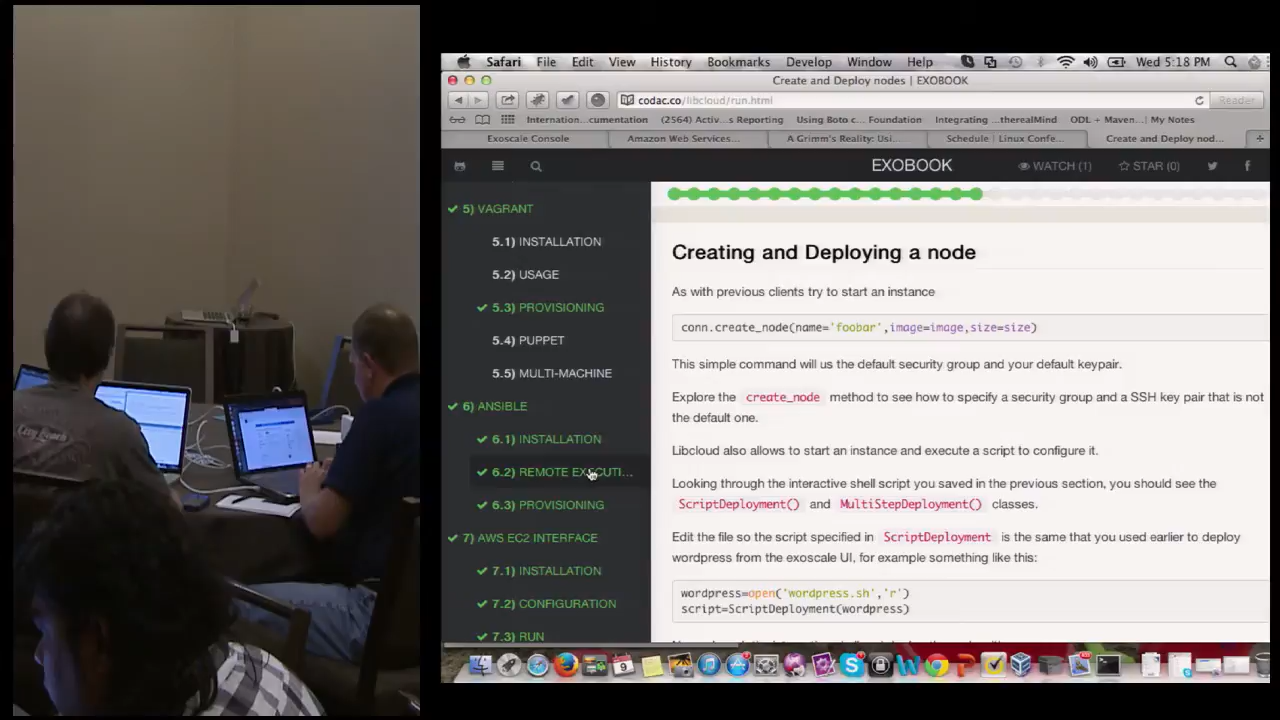 Safari File Edit View History Bookmarks Develop Window Help Wed 5:18 PM
Create and Deploy nodes | EXOBOOK
codac.co/libcloud/run.html Reader
Internation...cumentation (2564) Activ...s Reporting Using Boto c... Foundation Integrating ...therealMind ODL + Maven...| My Notes
Exoscale Console Amazon Web Services... A Grimm's Reality: Usi... Schedule | Linux Confe... Create and Deploy nod...
EXOBOOK WATCH (1) STAR (0)
5) VAGRANT
5.1) INSTALLATION
5.2) USAGE
5.3) PROVISIONING
5.4) PUPPET
5.5) MULTI-MACHINE
6) ANSIBLE
6.1) INSTALLATION
6.2) REMOTE EXECUTI...
6.3) PROVISIONING
7) AWS EC2 INTERFACE
7.1) INSTALLATION
7.2) CONFIGURATION
7.3) RUN
Creating and Deploying a node
As with previous clients try to start an instance
conn.create_node(name='foobar',image=image,size=size)
This simple command will us the default security group and your default keypair.
Explore the create_node method to see how to specify a security group and a SSH key pair that is not
the default one.
Libcloud also allows to start an instance and execute a script to configure it.
Looking through the interactive shell script you saved in the previous section, you should see the
ScriptDeployment() and MultiStepDeployment() classes.
Edit the file so the script specified in ScriptDeployment is the same that you used earlier to deploy
wordpress from the exoscale UI, for example something like this:
wordpress=open('wordpress.sh','r')
script=ScriptDeployment(wordpress)